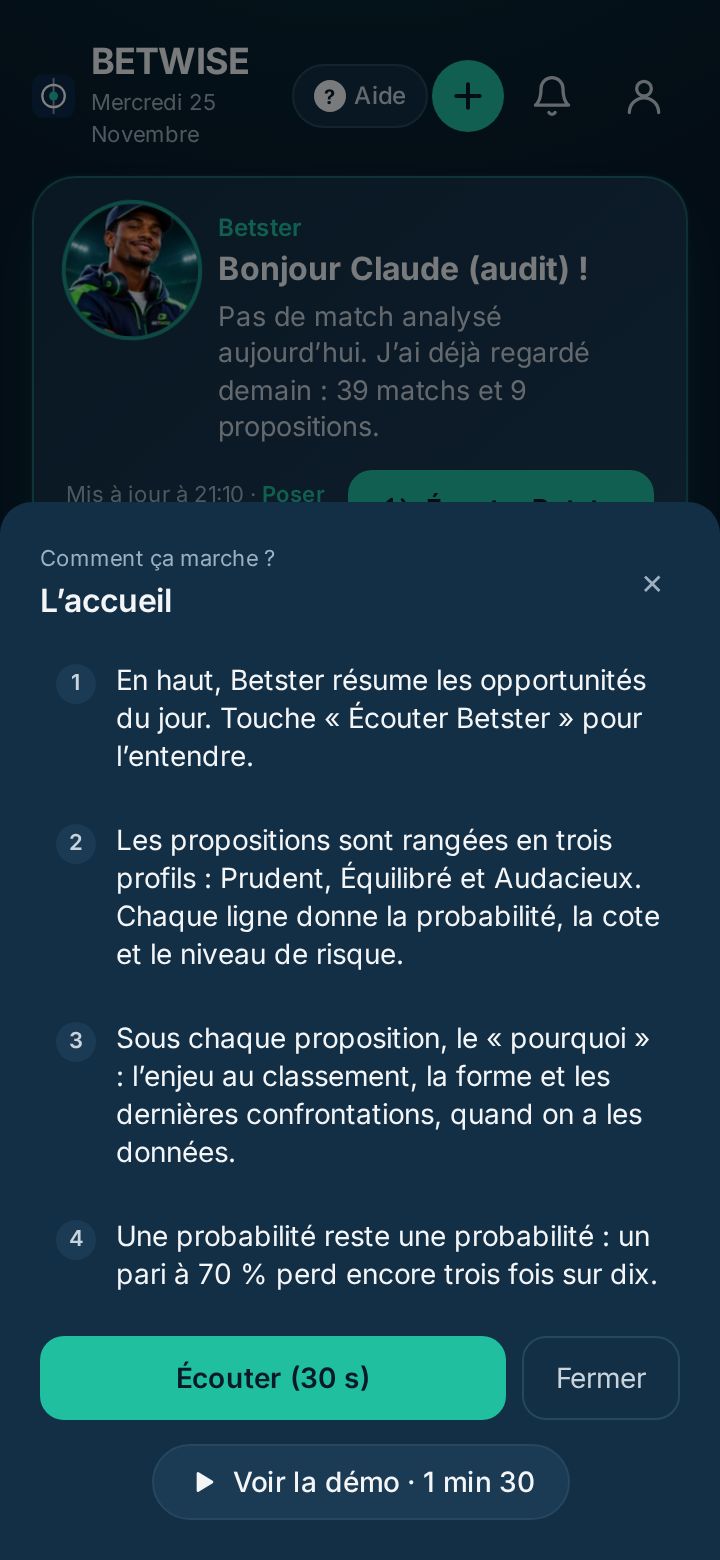 BETWISE
Mercredi 25
Novembre
? Aide
Betster
Bonjour Claude (audit) !
Pas de match analysé
aujourd’hui. J’ai déjà regardé
demain : 39 matchs et 9
propositions.
Mis à jour à 21:10 · Poser
Comment ça marche ?
L’accueil
1 En haut, Betster résume les opportunités
du jour. Touche « Écouter Betster » pour
l’entendre.
2 Les propositions sont rangées en trois
profils : Prudent, Équilibré et Audacieux.
Chaque ligne donne la probabilité, la cote
et le niveau de risque.
3 Sous chaque proposition, le « pourquoi »
: l’enjeu au classement, la forme et les
dernières confrontations, quand on a les
données.
4 Une probabilité reste une probabilité : un
pari à 70 % perd encore trois fois sur dix.
Écouter (30 s)
Fermer
Voir la démo · 1 min 30